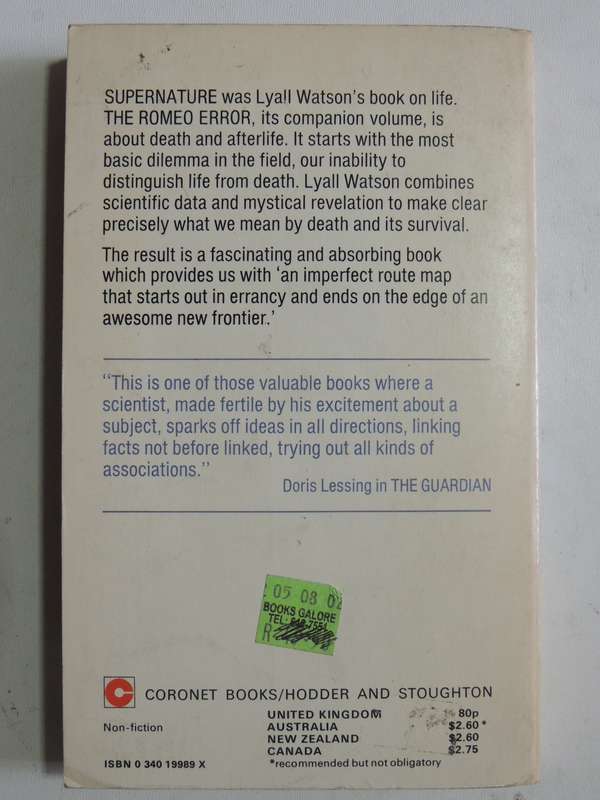 SUPERNATURE was Lyall Watson's book on life.
THE ROMEO ERROR, its companion volume, is
about death and afterlife. It starts with the most
basic dilemma in the field, our inability to
distinguish life from death. Lyall Watson combines
scientific data and mystical revelation to make clear
precisely what we mean by death and its survival.
The result is a fascinating and absorbing book
which provides us with 'an imperfect route map
that starts out in errancy and ends on the edge of an
awesome new frontier.'
"This is one of those valuable books where a
scientist, made fertile by his excitement about a
subject, sparks off ideas in all directions, linking
facts not before linked, trying out all kinds of
associations."
Doris Lessing in THE GUARDIAN
05 08 02
BOOKS GALORE
TEL:
R
CORONET BOOKS/HODDER AND STOUGHTON
UNITED KINGDOM 80p
Non-fiction AUSTRALIA $2.60*
NEW ZEALAND $2.60
CANADA $2.75
ISBN 0 340 19989 X *recommended but not obligatory